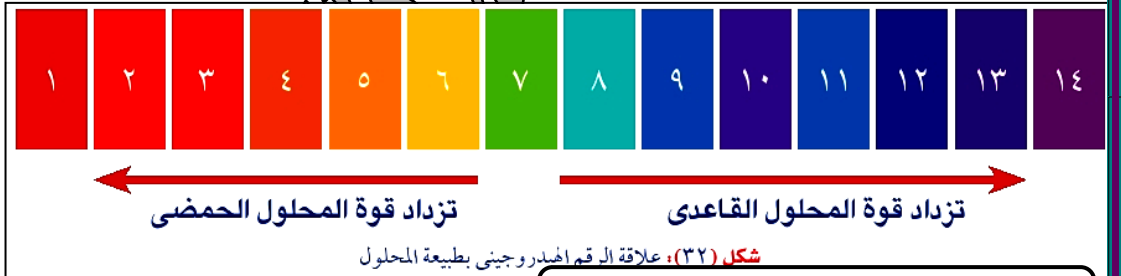 ١ ٢ ٣ ٤ ٥ ٦ ٧ ٨ ٩ ١٠ ١١ ١٢ ١٣ ١٤
تزداد قوة المحلول القاعدى
تزداد قوة المحلول الحمضى
شكل (٣٢): علاقة الرقم الهيدروجينى بطبيعة المحلول